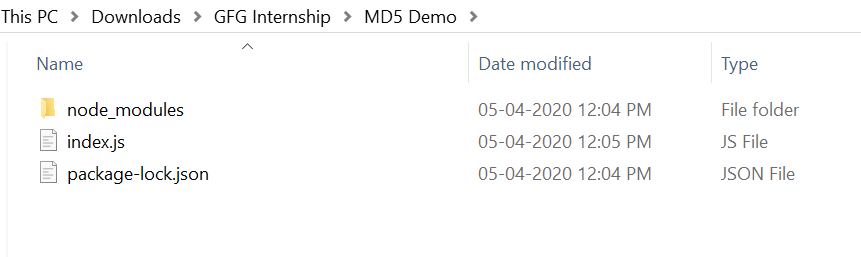 This PC > Downloads > GFG Internship > MD5 Demo >
Name Date modified Type
node_modules 05-04-2020 12:04 PM File folder
index.js 05-04-2020 12:05 PM JS File
package-lock.json 05-04-2020 12:04 PM JSON File